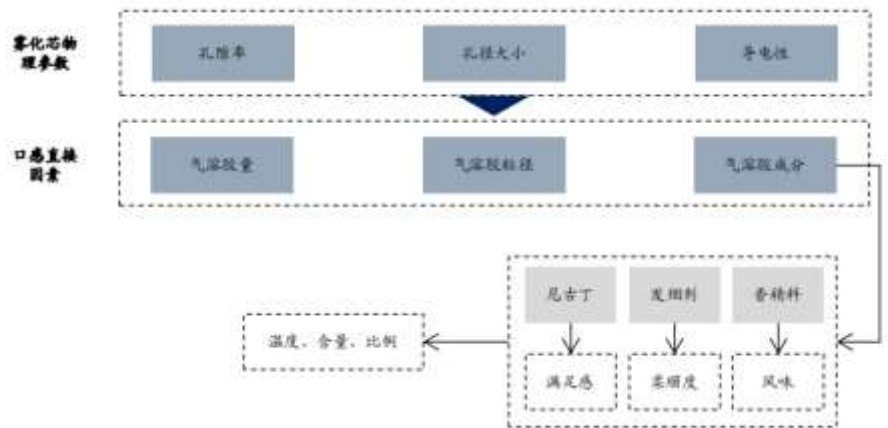 雾化芯物
理参数
孔隙率
孔径大小
导电性
口感直接
因素
气溶胶量
气溶胶粒径
气溶胶成分
尼古丁
发烟剂
香精料
温度、含量、比例
满足感
柔细度
风味